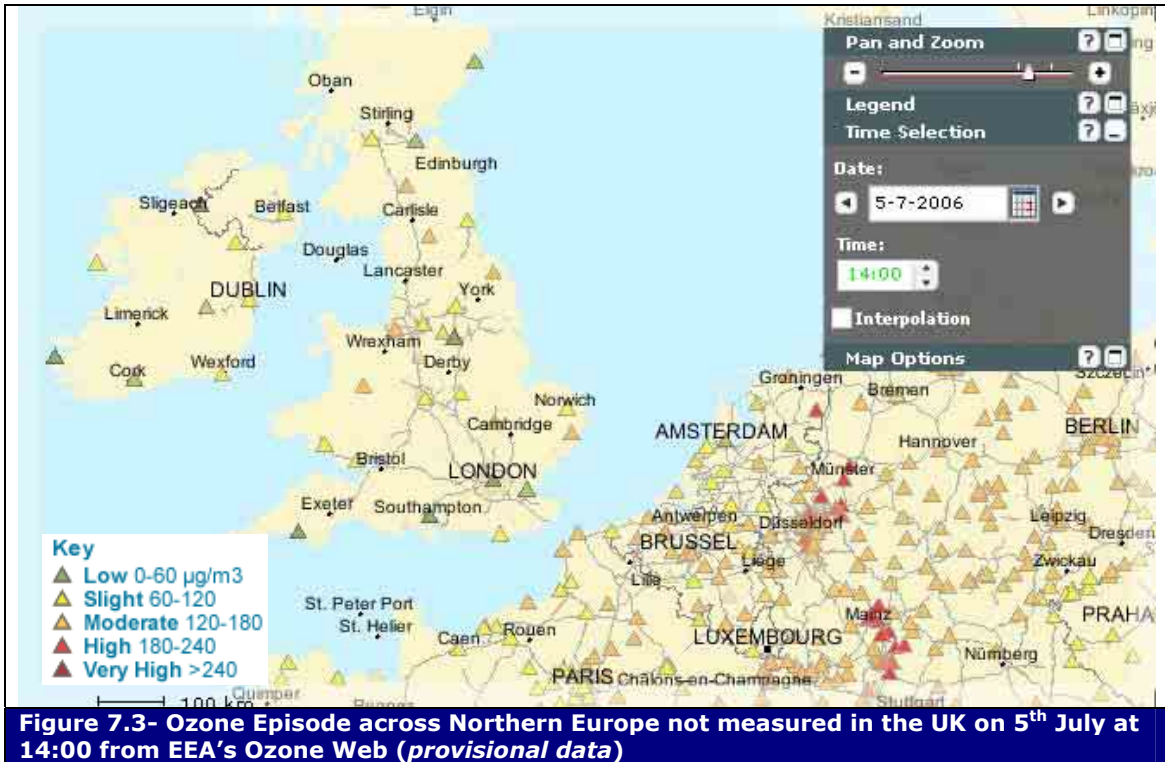 Elgin
Kristiansand
Linköpin
Pan and Zoom
Oban
Stirling
Legend
Time Selection
Edinburgh
Date:
Sligeach
Belfast
Carlisle
5-7-2006
Douglas
Time:
Lancaster
14:00
DUBLIN
York
Limerick
Interpolation
Wrexham
Derby
Wexford
Cork
Map Options
Groningen
Bremen
Szczecin
Norwich
Cambridge
AMSTERDAM
BERLIN
Hannover
Bristol
LONDON
Münster
Exeter
Southampton
Antwerpen
Düsseldorf
Leipzig
Dresden
BRUSSEL
Key
Liège
Zwickau
Low 0-60 µg/m3
Lille
Slight 60-120
St. Peter Port
Mainz
PRAHA
Moderate 120-180
St. Helier
Caen
Rouen
LUXEMBOURG
High 180-240
Nürnberg
Very High >240
PARIS
Châlons-en-Champagne
Quimper
100 km
Stuttgart
Figure 7.3- Ozone Episode across Northern Europe not measured in the UK on 5th July at
14:00 from EEA's Ozone Web (provisional data)